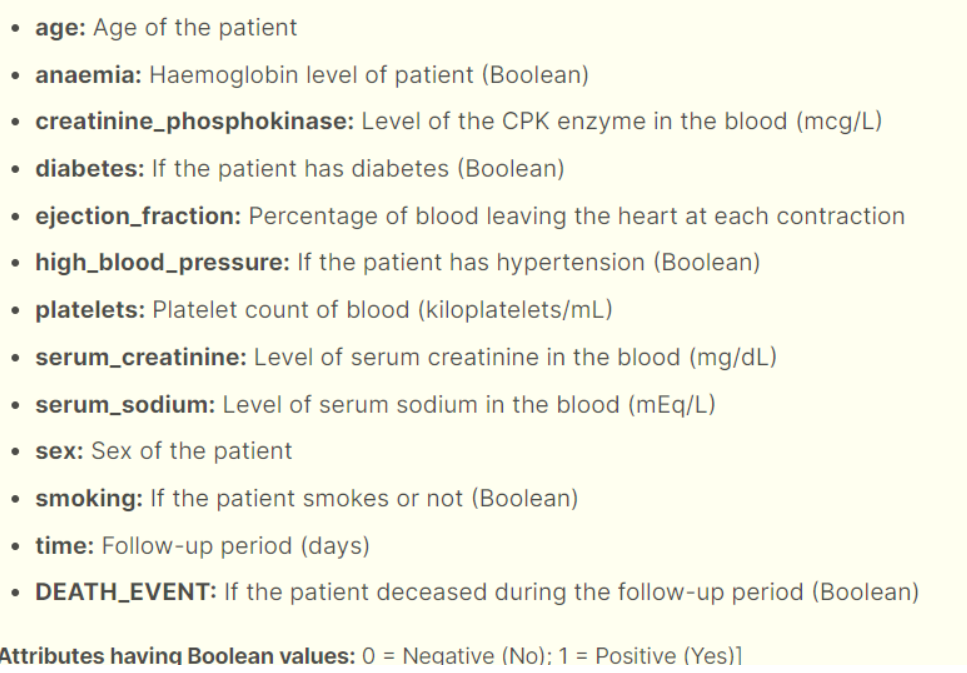 • age: Age of the patient
• anaemia: Haemoglobin level of patient (Boolean)
• creatinine_phosphokinase: Level of the CPK enzyme in the blood (mcg/L)
• diabetes: If the patient has diabetes (Boolean)
• ejection_fraction: Percentage of blood leaving the heart at each contraction
• high_blood_pressure: If the patient has hypertension (Boolean)
• platelets: Platelet count of blood (kiloplatelets/mL)
• serum_creatinine: Level of serum creatinine in the blood (mg/dL)
• serum_sodium: Level of serum sodium in the blood (mEq/L)
• sex: Sex of the patient
• smoking: If the patient smokes or not (Boolean)
• time: Follow-up period (days)
• DEATH_EVENT: If the patient deceased during the follow-up period (Boolean)
Attributes having Boolean values: 0 = Negative (No); 1 = Positive (Yes)]